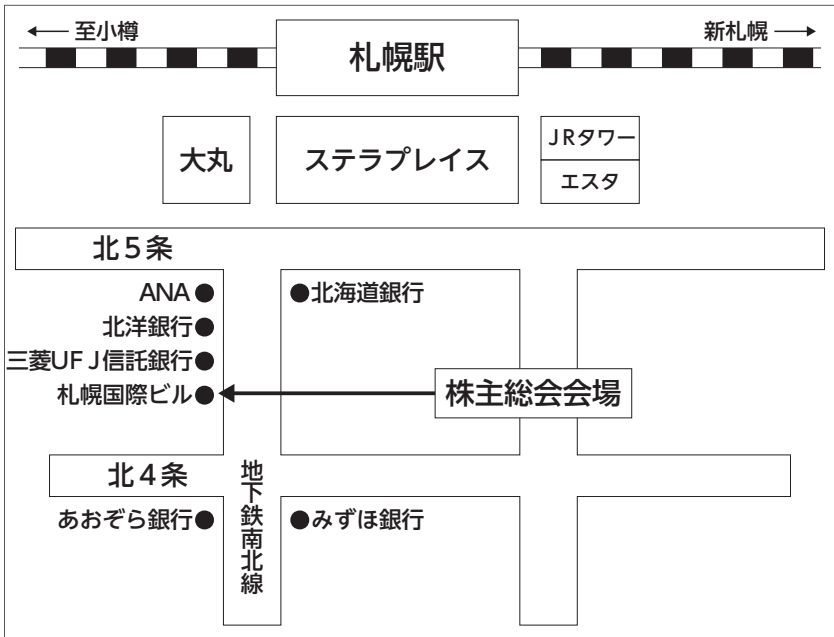 ←至小樽
新札幌→
札幌駅
大丸
ステラプレイス
JRタワー
エスタ
北5条
ANA●
●北海道銀行
北洋銀行●
三菱UFJ信託銀行●
札幌国際ビル●
株主総会会場
北4条
地下鉄南北線
あおぞら銀行●
●みずほ銀行